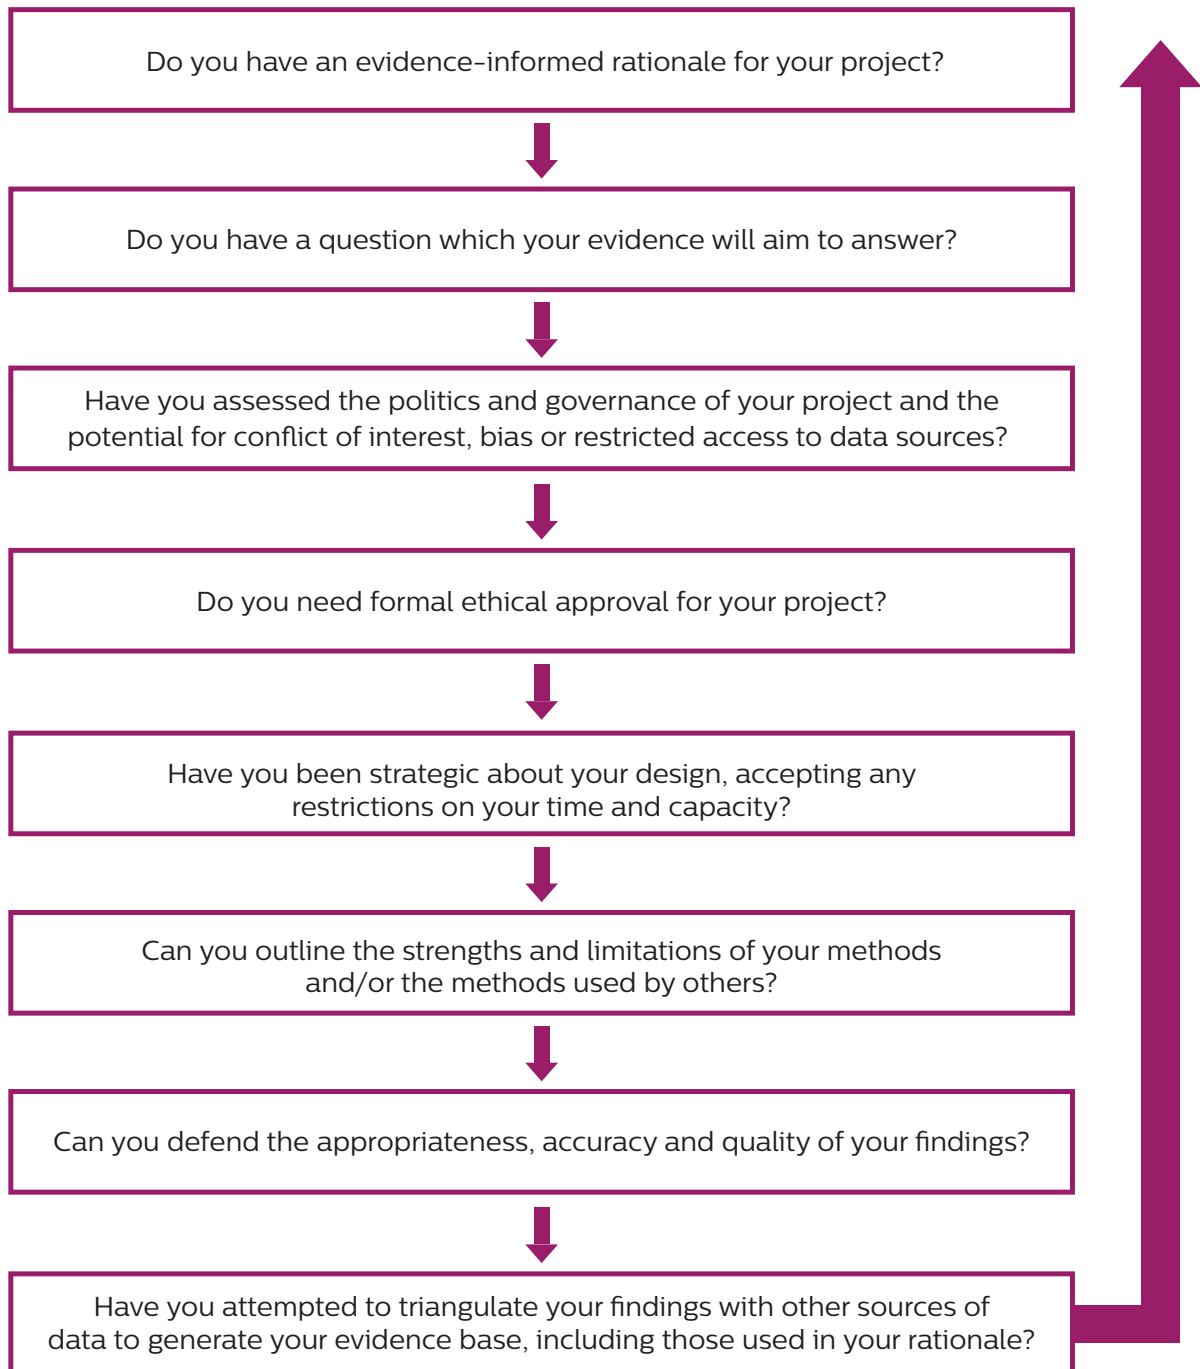 Do you have an evidence-informed rationale for your project?
Do you have a question which your evidence will aim to answer?
Have you assessed the politics and governance of your project and the
potential for conflict of interest, bias or restricted access to data sources?
Do you need formal ethical approval for your project?
Have you been strategic about your design, accepting any
restrictions on your time and capacity?
Can you outline the strengths and limitations of your methods
and/or the methods used by others?
Can you defend the appropriateness, accuracy and quality of your findings?
Have you attempted to triangulate your findings with other sources of
data to generate your evidence base, including those used in your rationale?